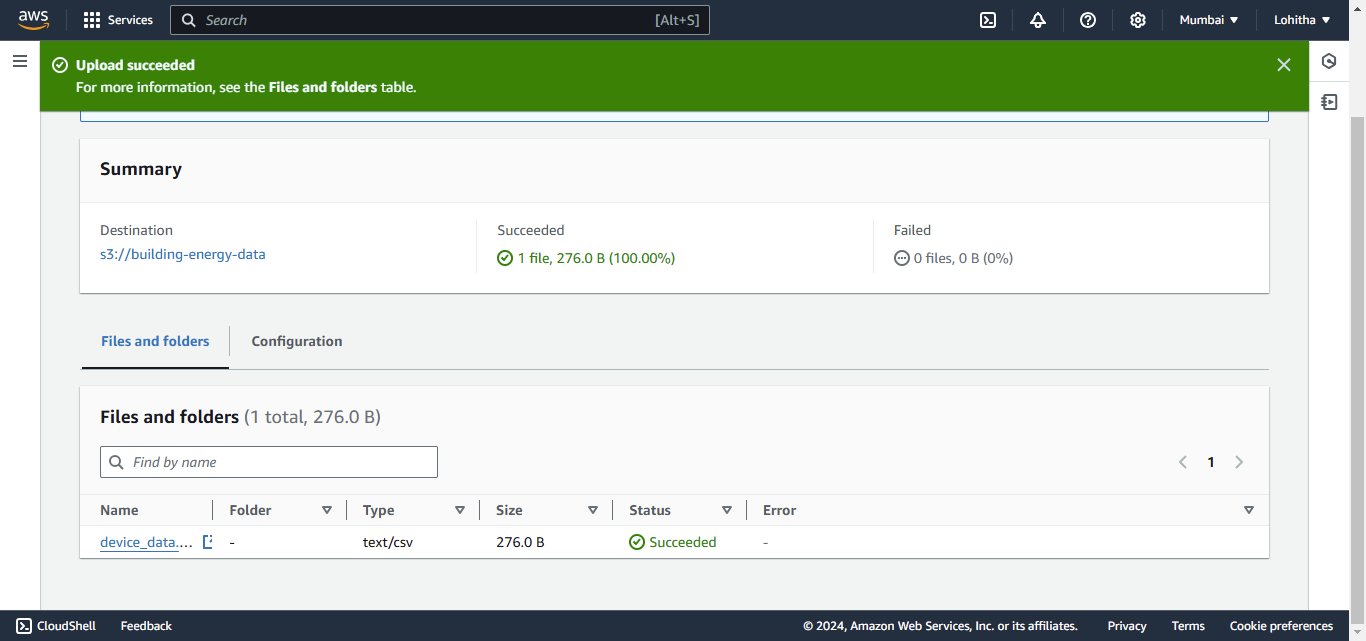 aws
Services
Search
[Alt+S]
Mumbai
Lohitha
Upload succeeded
For more information, see the Files and folders table.
Summary
Destination
s3://building-energy-data
Succeeded
1 file, 276.0 B (100.00%)
Failed
0 files, 0 B (0%)
Files and folders
Configuration
Files and folders (1 total, 276.0 B)
Find by name
1
Name Folder Type Size Status Error
device_data.... - text/csv 276.0 B Succeeded -
CloudShell Feedback © 2024, Amazon Web Services, Inc. or its affiliates. Privacy Terms Cookie preferences